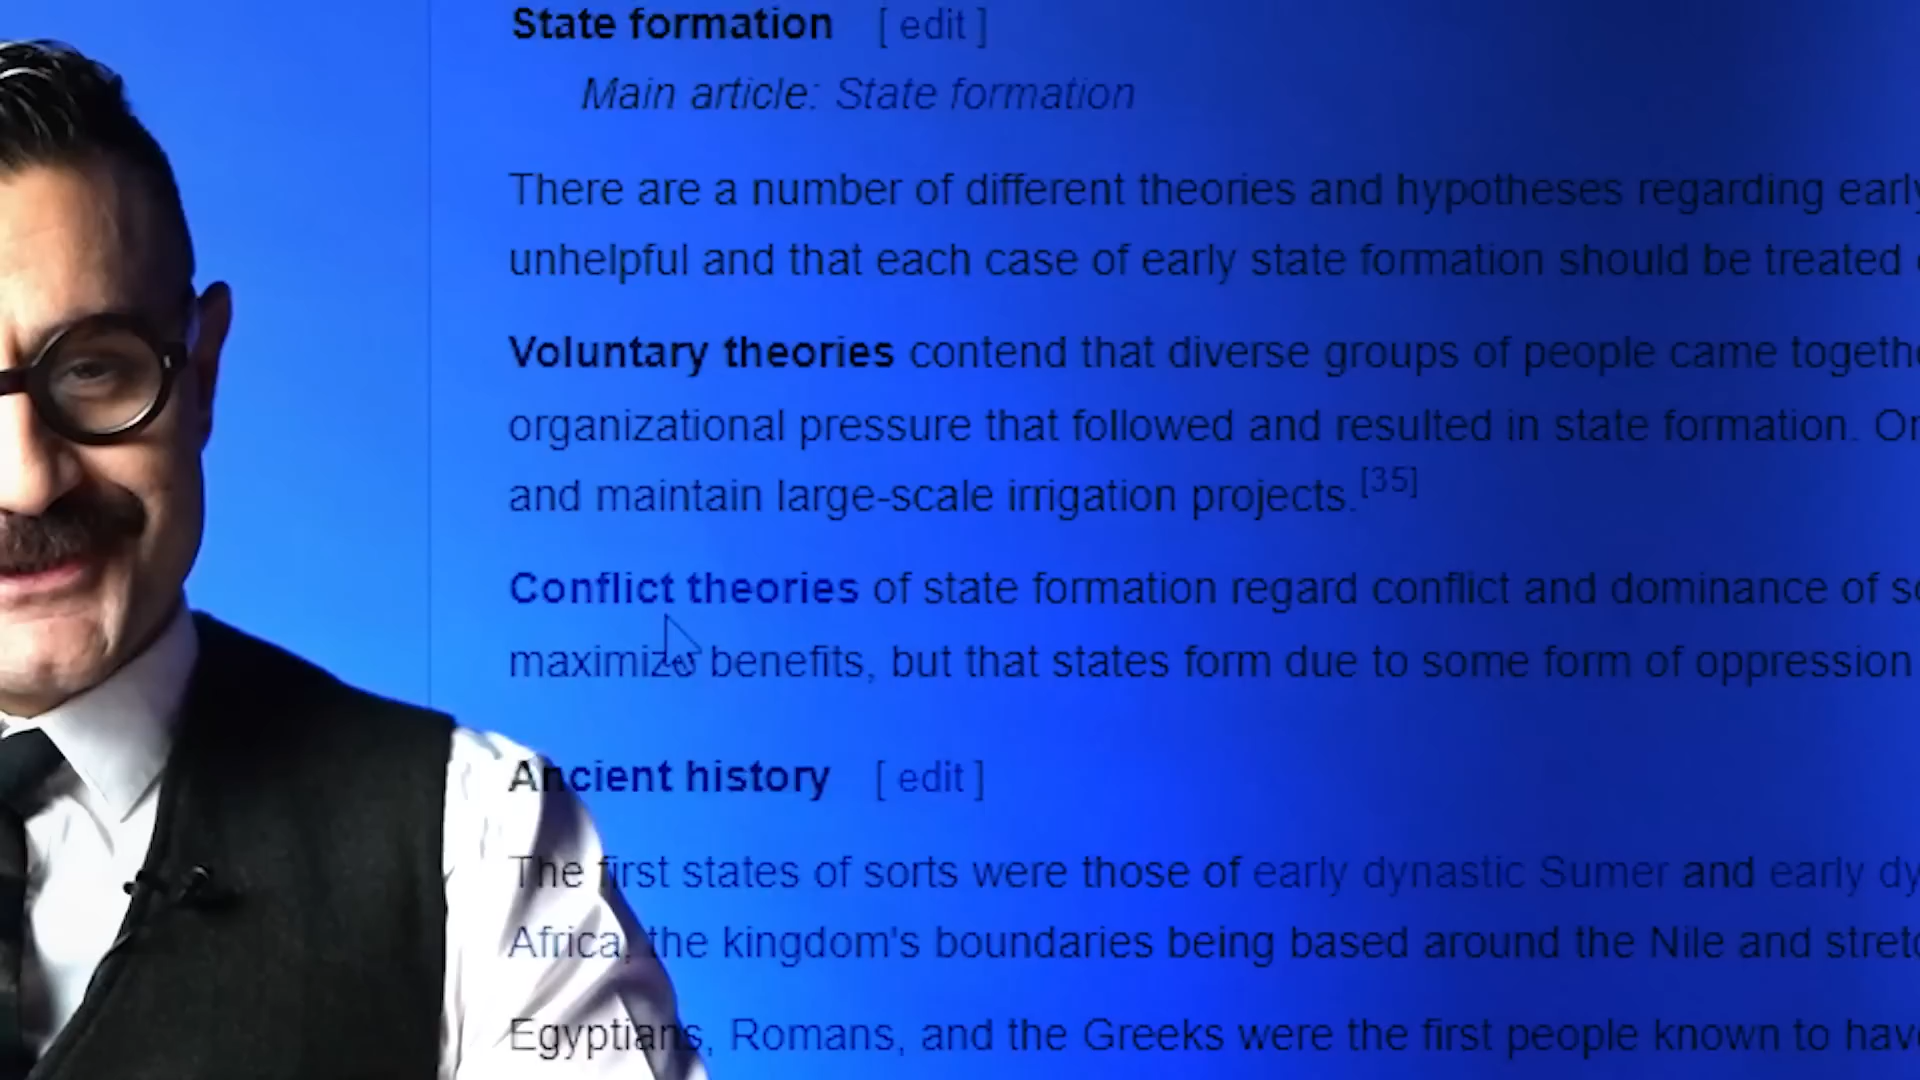 State formation [ edit ]
Main article: State formation
There are a number of different theories and hypotheses regarding early
unhelpful and that each case of early state formation should be treated
Voluntary theories contend that diverse groups of people came togethe
organizational pressure that followed and resulted in state formation. On
and maintain large-scale irrigation projects.[35]
Conflict theories of state formation regard conflict and dominance of so
maximize benefits, but that states form due to some form of oppression
Ancient history [ edit ]
The first states of sorts were those of early dynastic Sumer and early dy
Africa, the kingdom's boundaries being based around the Nile and stretc
Egyptians, Romans, and the Greeks were the first people known to have